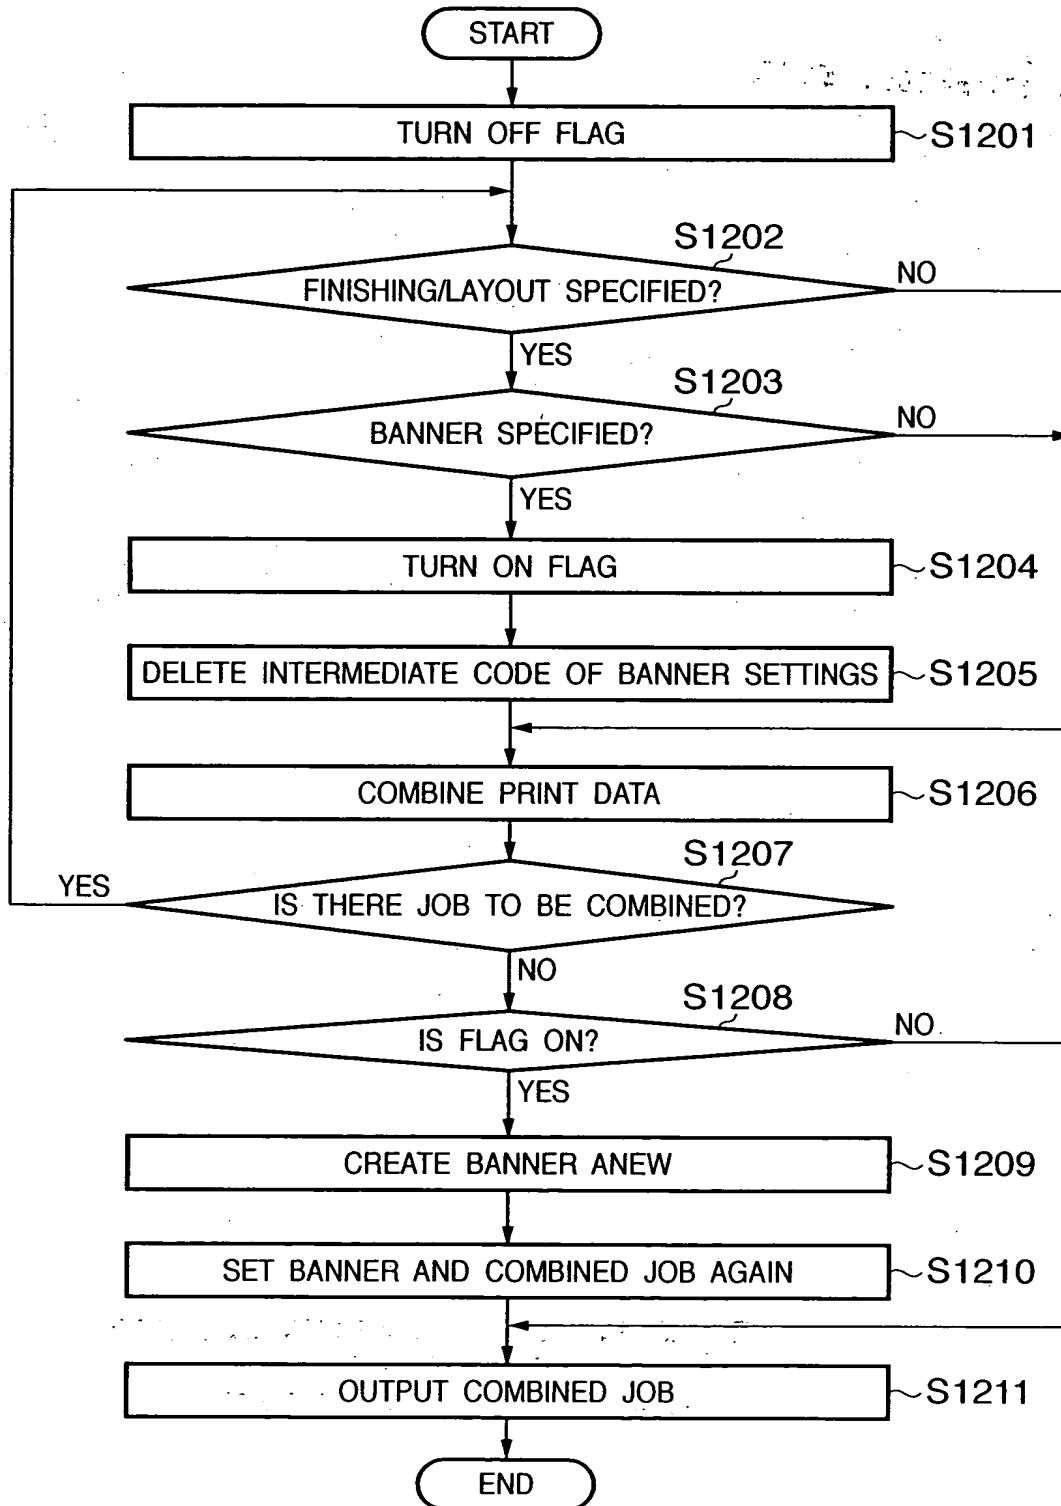 START
TURN OFF FLAG
S1201
S1202
FINISHING/LAYOUT SPECIFIED?
NO
YES
S1203
BANNER SPECIFIED?
NO
YES
TURN ON FLAG
S1204
DELETE INTERMEDIATE CODE OF BANNER SETTINGS
S1205
COMBINE PRINT DATA
S1206
S1207
YES
IS THERE JOB TO BE COMBINED?
NO
S1208
IS FLAG ON?
NO
YES
CREATE BANNER ANEW
S1209
SET BANNER AND COMBINED JOB AGAIN
S1210
OUTPUT COMBINED JOB
S1211
END